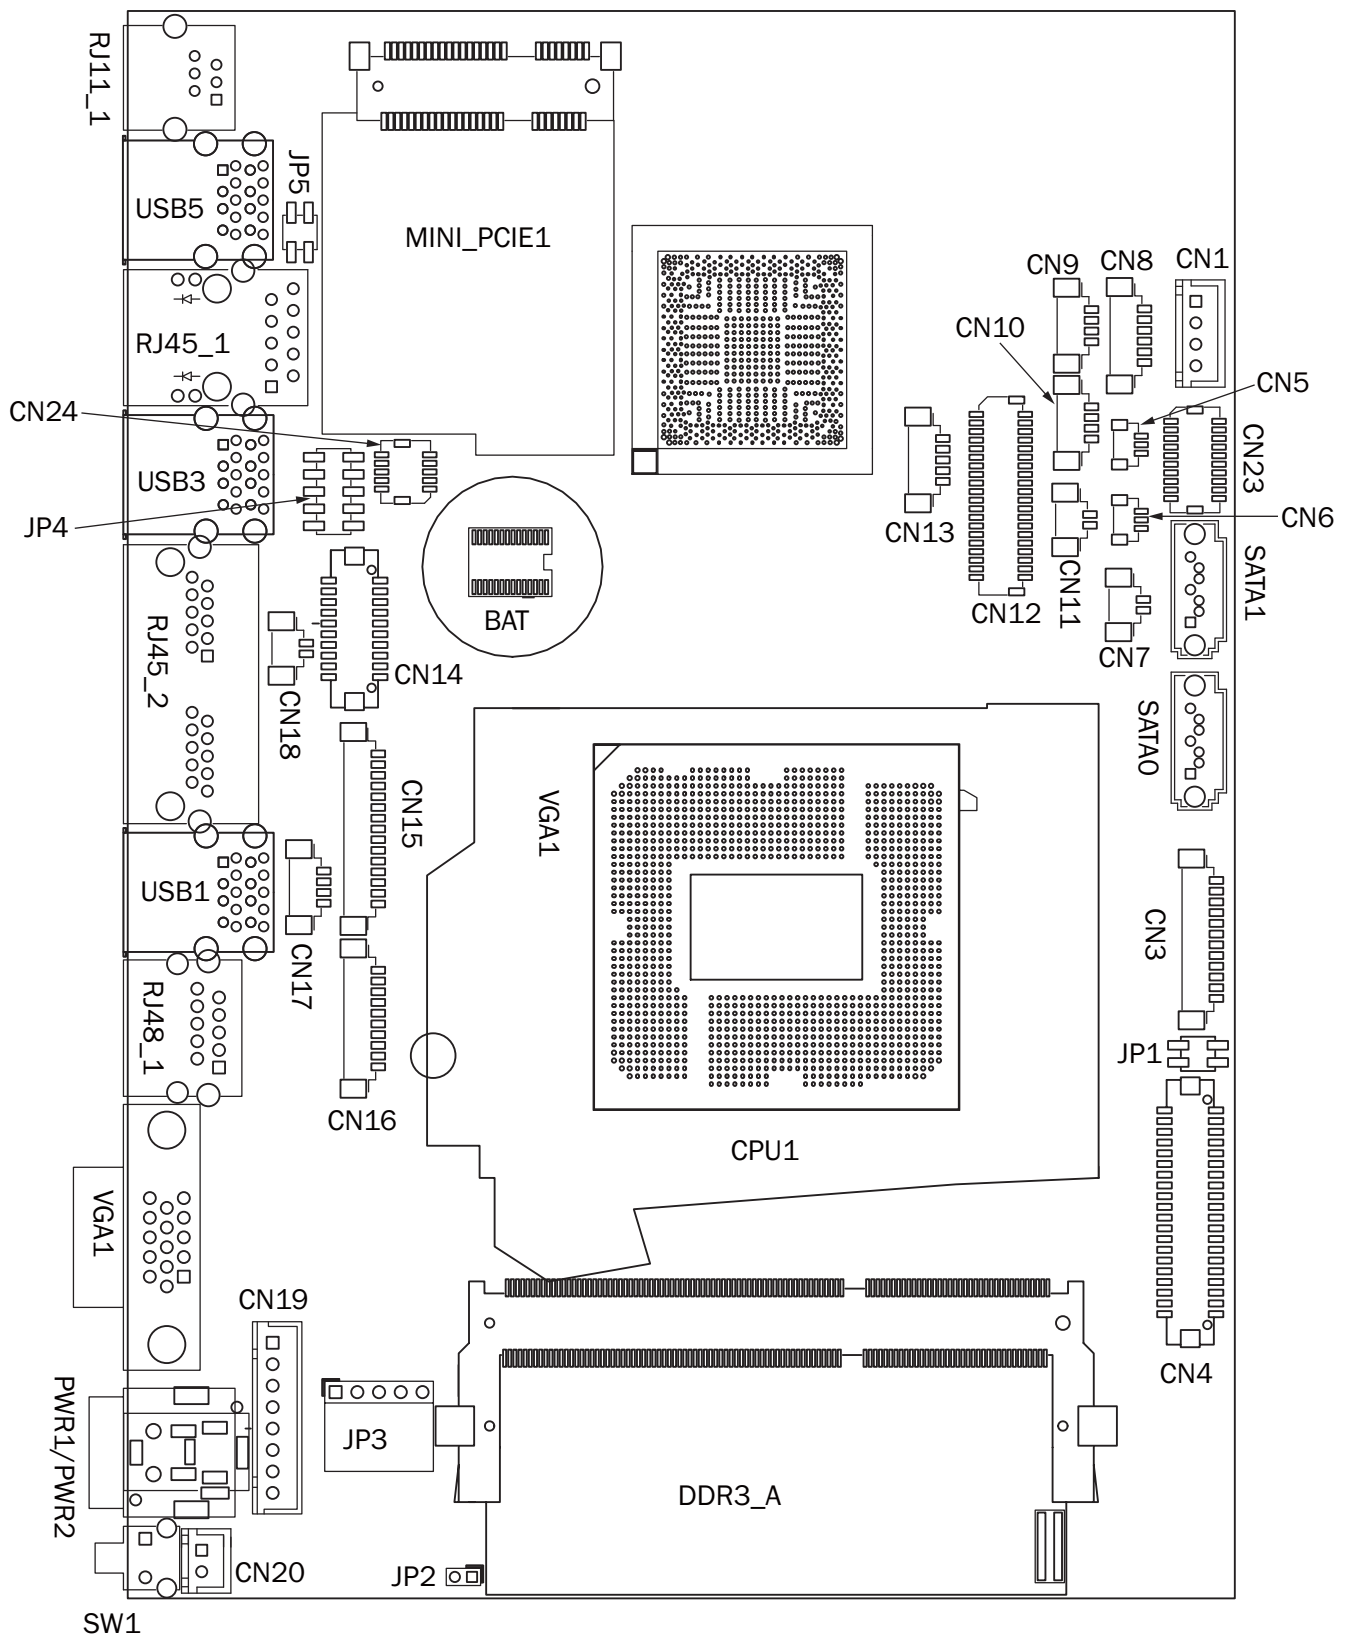 RJ11_1
USB5
JP5
MINI_PCIE1
CN9
CN8
CN1
CN10
RJ45_1
CN5
CN24
CN23
USB3
JP4
CN13
CN6
SATA1
CN11
CN12
BAT
RJ45_2
CN7
CN14
CN18
SATA0
CN15
VGA1
USB1
CN3
CN17
RJ48_1
JP1
CN16
CPU1
VGA1
CN19
CN4
PWR1/PWR2
JP3
DDR3_A
CN20
JP2
SW1